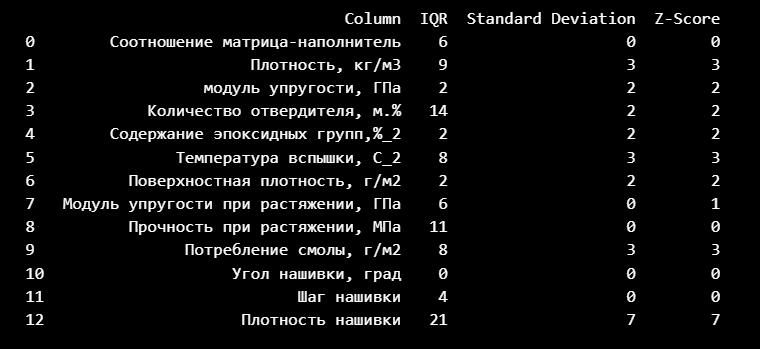 Column IQR Standard Deviation Z-Score
0 Соотношение матрица-наполнитель 6 0 0
1 Плотность, кг/м3 9 3 3
2 модуль упругости, ГПа 2 2 2
3 Количество отвердителя, м.% 14 2 2
4 Содержание эпоксидных групп,%_2 2 2 2
5 Температура вспышки, С_2 8 3 3
6 Поверхностная плотность, г/м2 2 2 2
7 Модуль упругости при растяжении, ГПа 6 0 1
8 Прочность при растяжении, МПа 11 0 0
9 Потребление смолы, г/м2 8 3 3
10 Угол нашивки, град 0 0 0
11 Шаг нашивки 4 0 0
12 Плотность нашивки 21 7 7